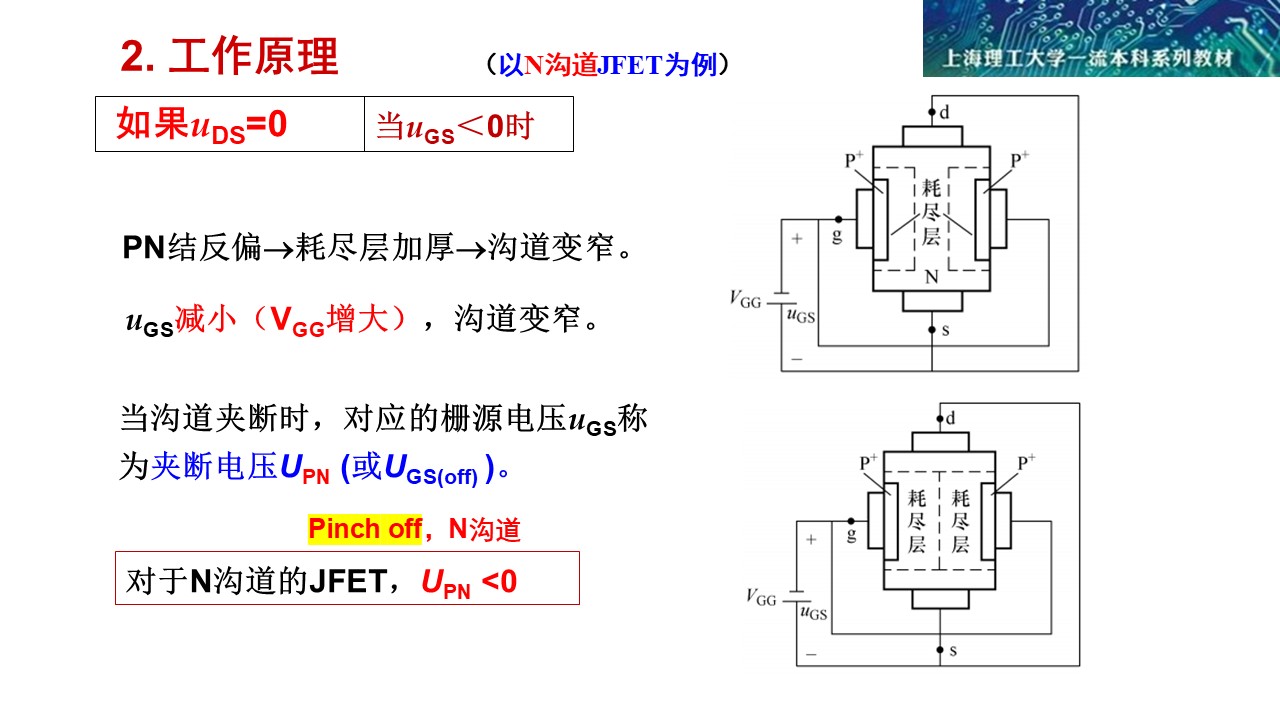 2. 工作原理
（以N沟道JFET为例）
上海理工大学一流本科系列教材
如果uDS=0
当uGS＜0时
PN结反偏→耗尽层加厚→沟道变窄。
uGS减小（VGG增大），沟道变窄。
当沟道夹断时，对应的栅源电压uGS称
为夹断电压UPN (或UGS(off) )。
Pinch off，N沟道
对于N沟道的JFET，UPN <0
d
P+
P+
耗尽层
g
+
N
VGG
uGS
s
–
d
P+
P+
耗尽层
耗尽层
g
+
VGG
uGS
s
–